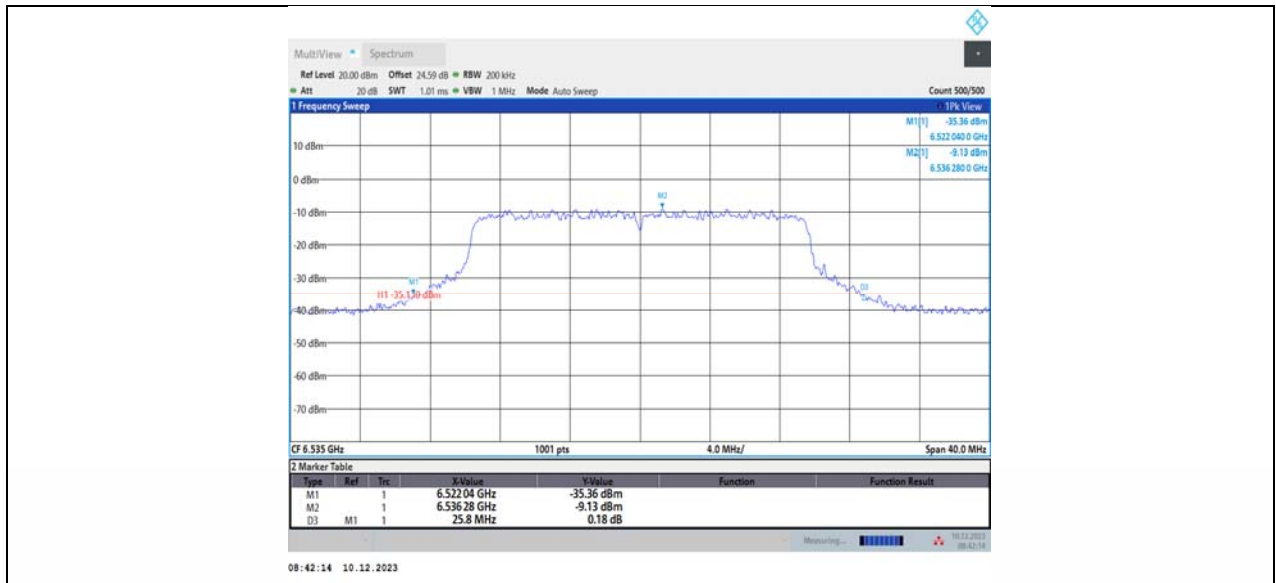 MultiView Spectrum
Ref Level 20.00 dBm Offset 24.59 dB RBW 200 kHz
Att 20 dB SWT 1.01 ms VBW 1 MHz Mode Auto Sweep Count 500/500
1 Frequency Sweep 1Pk View
M1[1] -35.36 dBm
6.522 040 0 GHz
10 dBm
M2[1] -9.13 dBm
6.536 280 0 GHz
0 dBm
M2
-10 dBm
-20 dBm
-30 dBm
M1
D3
H1 -35.130 dBm
-40 dBm
-50 dBm
-60 dBm
-70 dBm
CF 6.535 GHz 1001 pts 4.0 MHz/ Span 40.0 MHz
2 Marker Table
Type Ref Trc X-Value Y-Value Function Function Result
M1 1 6.522 04 GHz -35.36 dBm
M2 1 6.536 28 GHz -9.13 dBm
D3 M1 1 25.8 MHz 0.18 dB
Measuring... 10.12.2023
08:42:14
08:42:14 10.12.2023